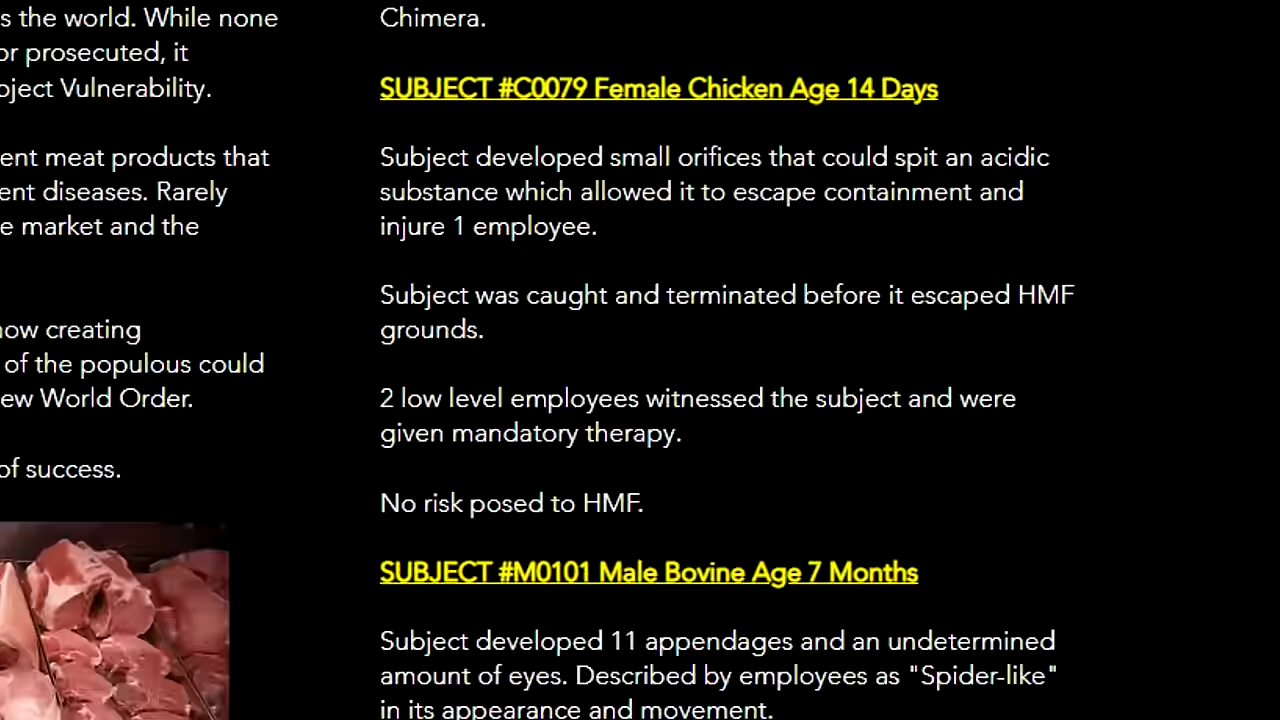 s the world. While none
or prosecuted, it
oject Vulnerability.
ent meat products that
ent diseases. Rarely
e market and the
now creating
of the populous could
ew World Order.
of success.
Chimera.
SUBJECT #C0079 Female Chicken Age 14 Days
Subject developed small orifices that could spit an acidic
substance which allowed it to escape containment and
injure 1 employee.
Subject was caught and terminated before it escaped HMF
grounds.
2 low level employees witnessed the subject and were
given mandatory therapy.
No risk posed to HMF.
SUBJECT #M0101 Male Bovine Age 7 Months
Subject developed 11 appendages and an undetermined
amount of eyes. Described by employees as "Spider-like"
in its appearance and movement.